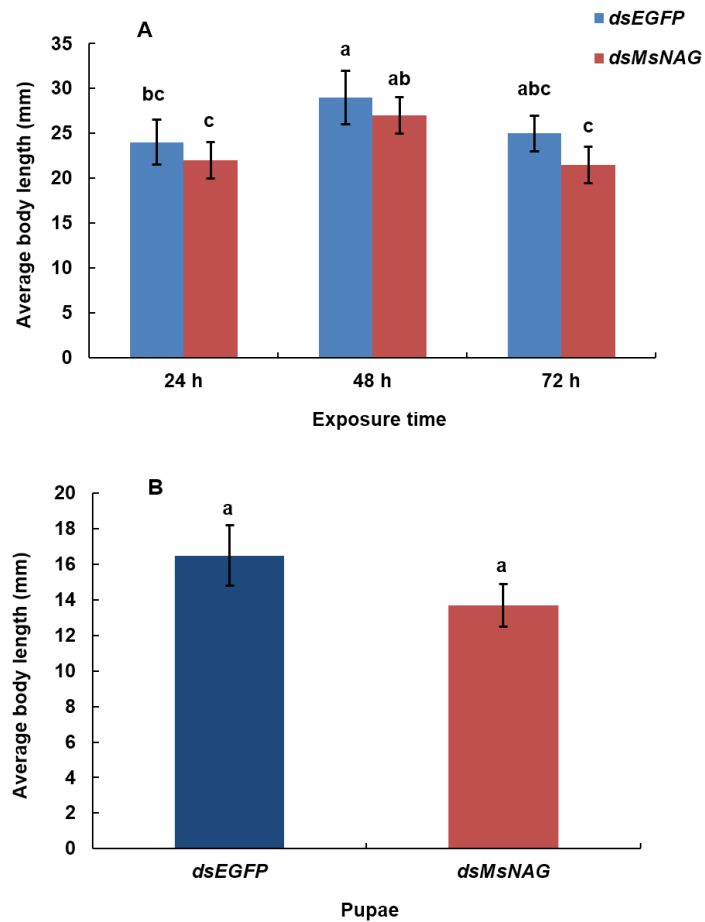 A
dsEGFP
dsMsNAG
35
30
25
20
15
10
5
0
Average body length (mm)
bc
c
a
ab
abc
c
24 h
48 h
72 h
Exposure time
B
20
18
16
14
12
10
8
6
4
2
0
Average body length (mm)
a
a
dsEGFP
dsMsNAG
Pupae